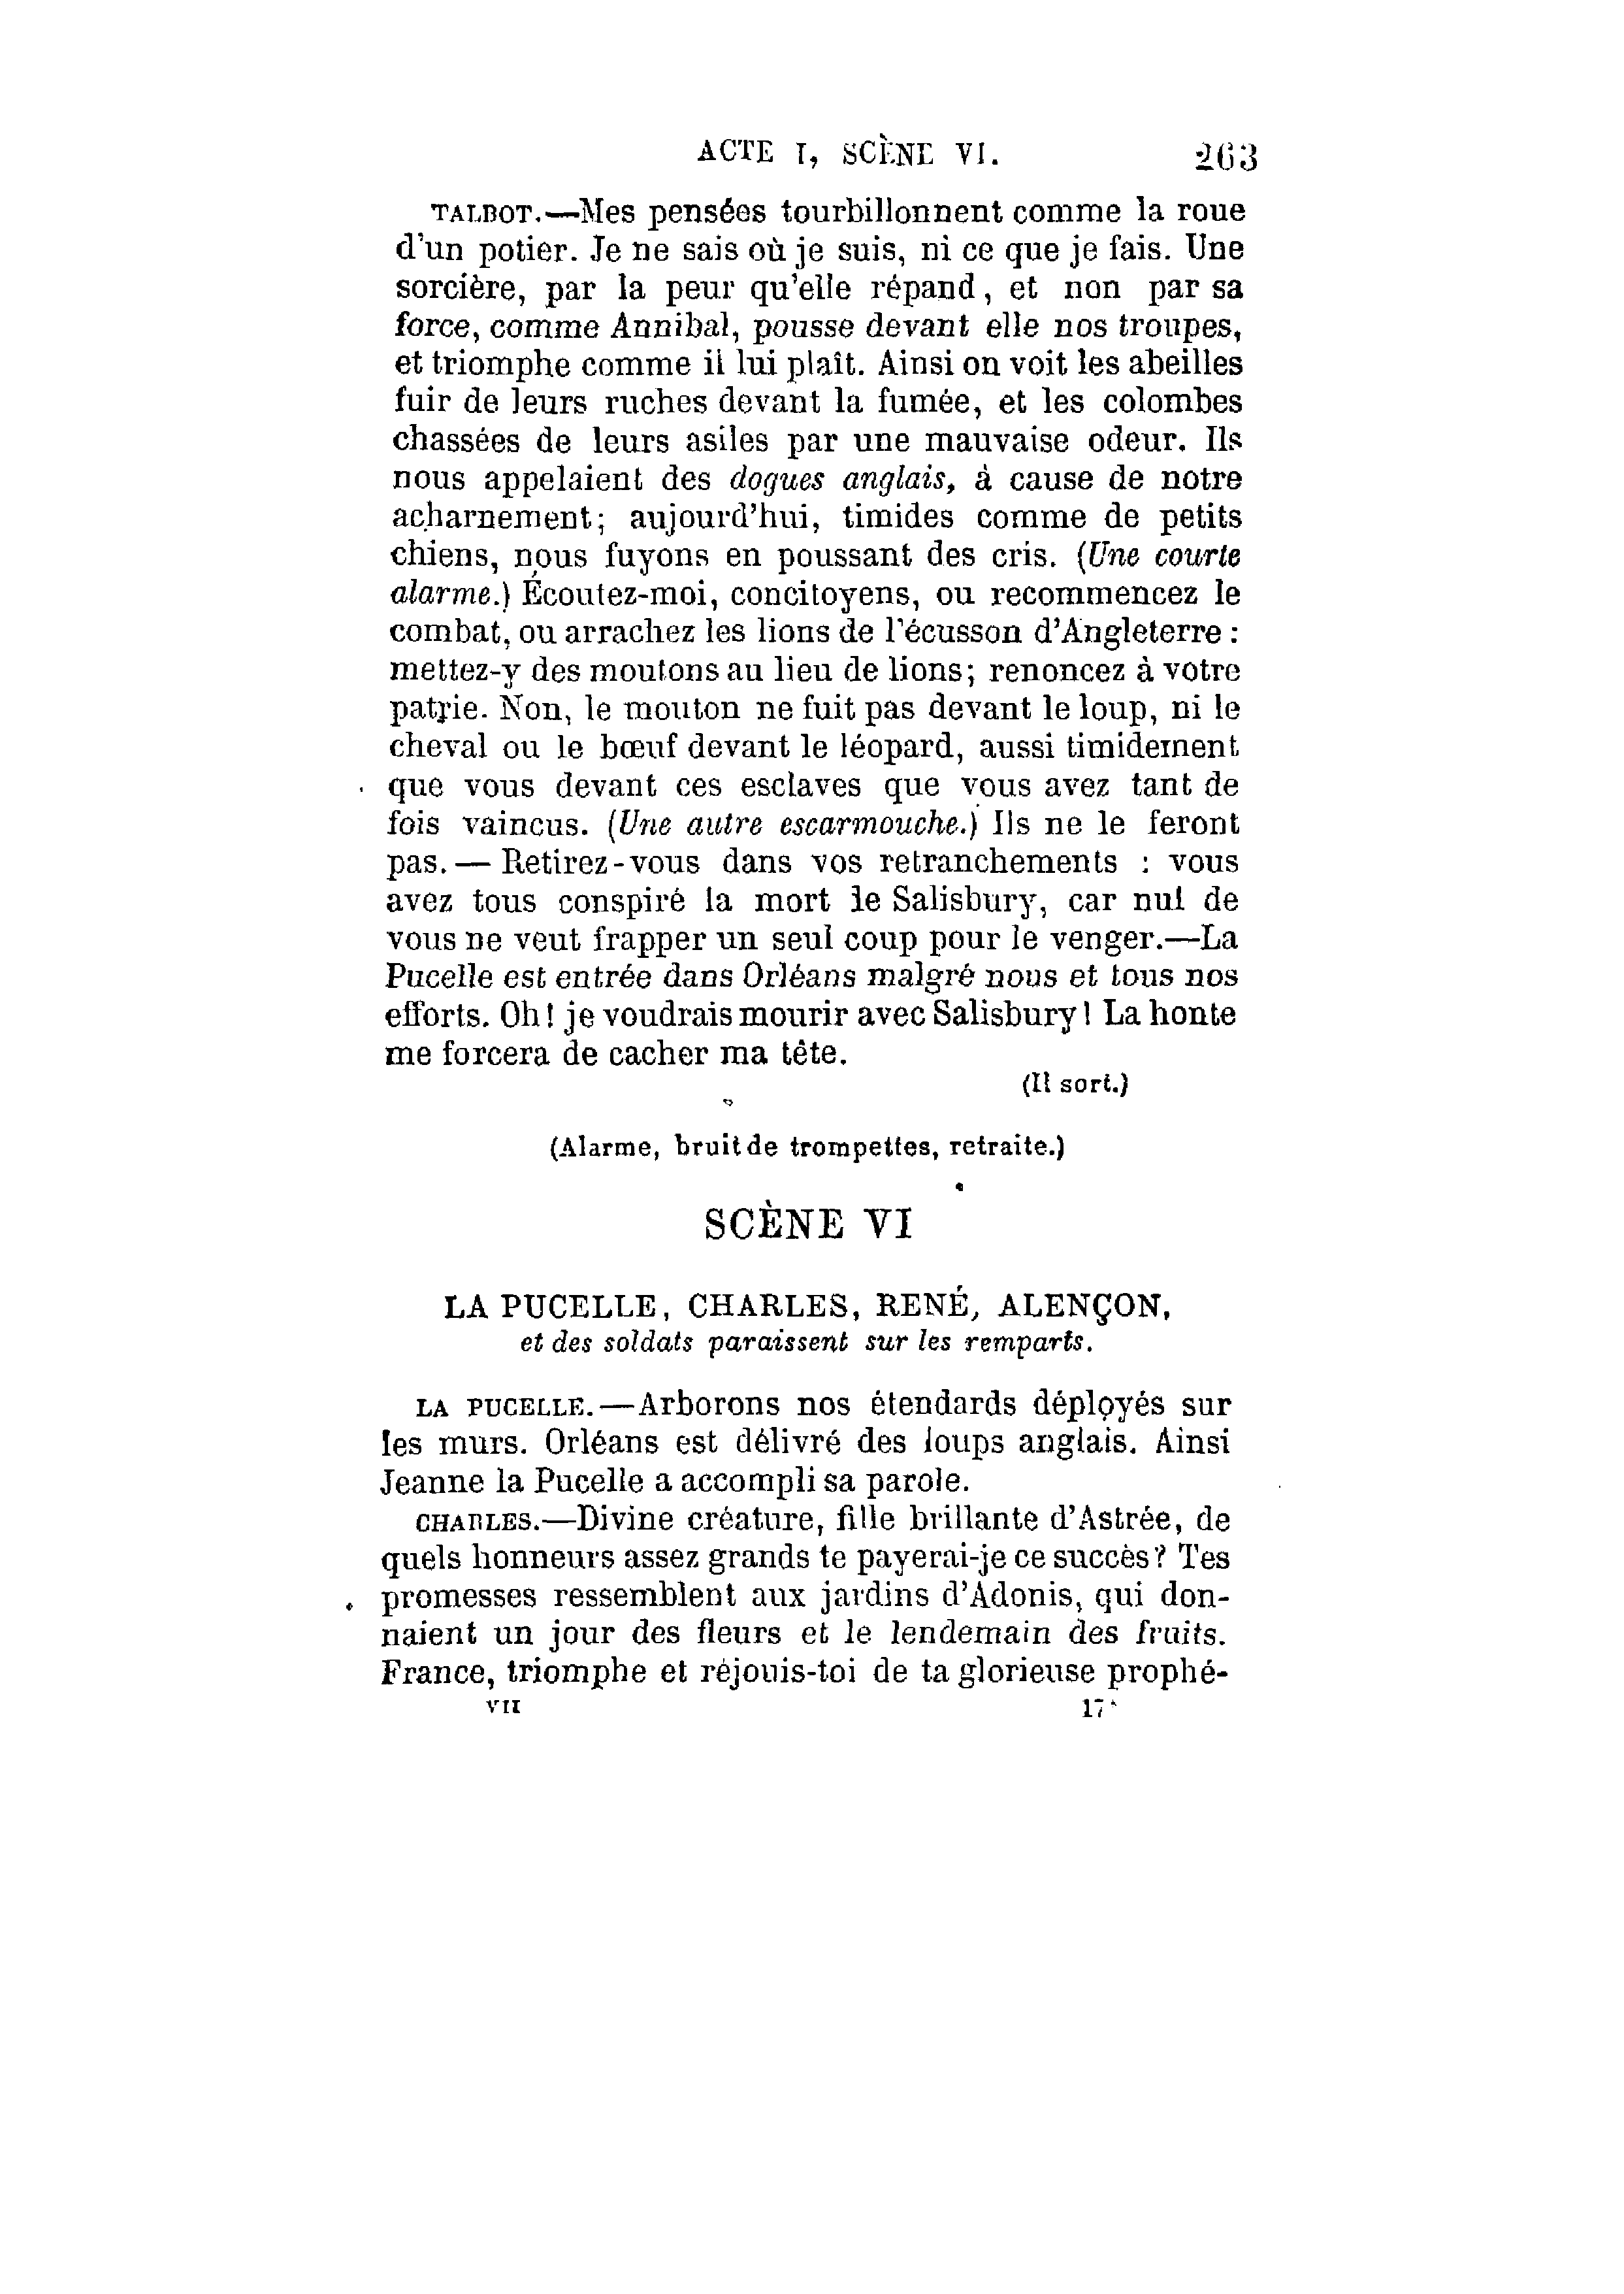 ACTE I, SCÈNE VI. 263
TALBOT.—Mes pensées tourbillonnent comme la roue
d'un potier. Je ne sais où je suis, ni ce que je fais. Une
sorcière, par la peur qu'elle répand, et non par sa
force, comme Annibal, pousse devant elle nos troupes,
et triomphe comme il lui plaît. Ainsi on voit les abeilles
fuir de leurs ruches devant la fumée, et les colombes
chassées de leurs asiles par une mauvaise odeur. Ils
nous appelaient des dogues anglais, à cause de notre
acharnement; aujourd'hui, timides comme de petits
chiens, nous fuyons en poussant des cris. (Une courte
alarme.) Écoutez-moi, concitoyens, ou recommencez le
combat, ou arrachez les lions de l'écusson d'Angleterre :
mettez-y des moutons au lieu de lions; renoncez à votre
patrie. Non, le mouton ne fuit pas devant le loup, ni le
cheval ou le bœuf devant le léopard, aussi timidement
que vous devant ces esclaves que vous avez tant de
fois vaincus. (Une autre escarmouche.) Ils ne le feront
pas. — Retirez-vous dans vos retranchements : vous
avez tous conspiré la mort le Salisbury, car nul de
vous ne veut frapper un seul coup pour le venger.—La
Pucelle est entrée dans Orléans malgré nous et tous nos
efforts. Oh! je voudrais mourir avec Salisbury! La honte
me forcera de cacher ma tête.
(Il sort.)
(Alarme, bruit de trompettes, retraite.)
SCÈNE VI
LA PUCELLE, CHARLES, RENÉ, ALENÇON,
et des soldats paraissent sur les remparts.
LA PUCELLE.—Arborons nos étendards déployés sur
les murs. Orléans est délivré des loups anglais. Ainsi
Jeanne la Pucelle a accompli sa parole.
CHARLES.—Divine créature, fille brillante d'Astrée, de
quels honneurs assez grands te payerai-je ce succès? Tes
promesses ressemblent aux jardins d'Adonis, qui don-
naient un jour des fleurs et le lendemain des fruits.
France, triomphe et réjouis-toi de ta glorieuse prophé-
VII 17*